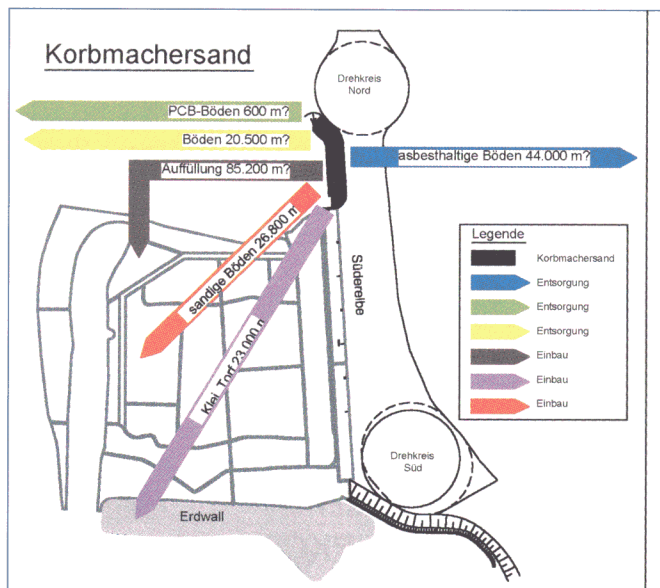 Korbmachersand
Drehkreis
Nord
PCB-Böden 600 m?
Böden 20.500 m?
Auffüllung 85.200 m?
asbesthaltige Böden 44.000 m?
sandige Böden 26.800 m
Klei, Torf 23.000 m
Süderelbe
Legende
Korbmachersand
Entsorgung
Entsorgung
Entsorgung
Einbau
Einbau
Einbau
Drehkreis
Süd
Erdwall